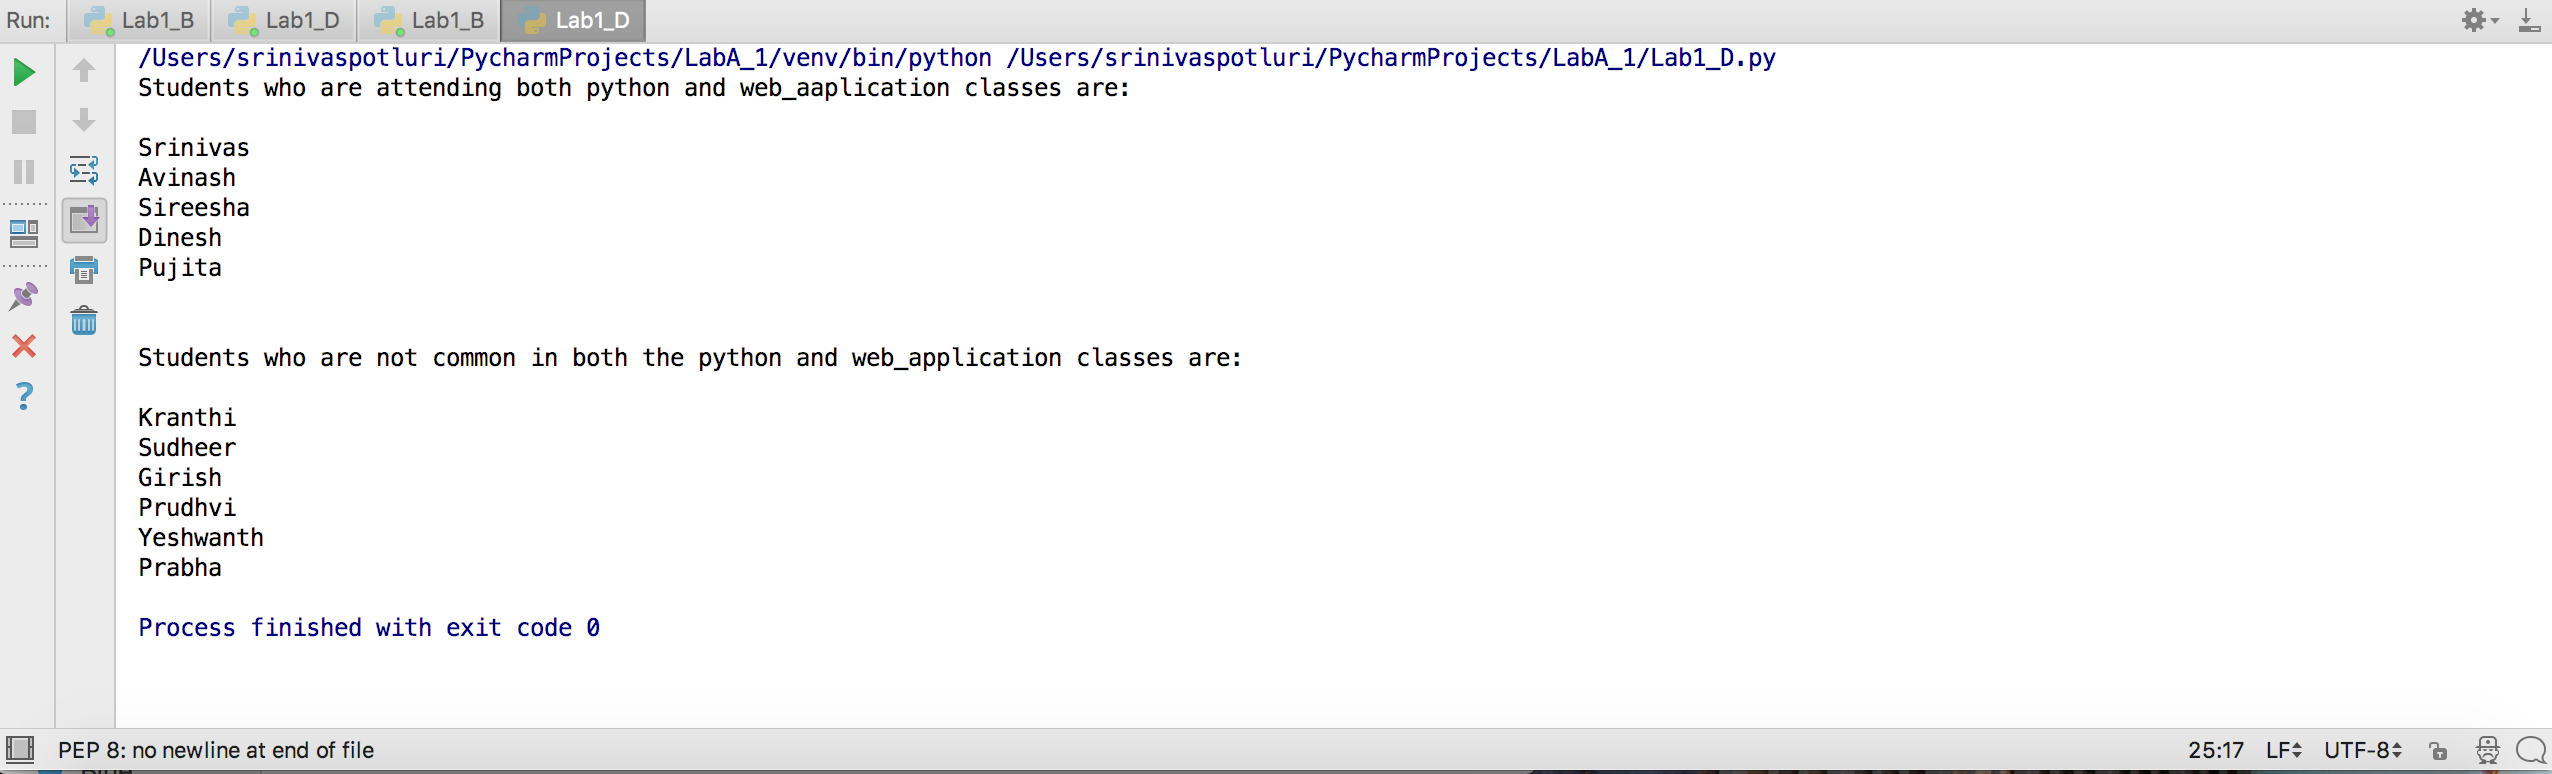 Run: Lab1_B Lab1_D Lab1_B Lab1_D
/Users/srinivaspotluri/PycharmProjects/LabA_1/venv/bin/python /Users/srinivaspotluri/PycharmProjects/LabA_1/Lab1_D.py
Students who are attending both python and web_aaplication classes are:
Srinivas
Avinash
Sireesha
Dinesh
Pujita
Students who are not common in both the python and web_application classes are:
Kranthi
Sudheer
Girish
Prudhvi
Yeshwanth
Prabha
Process finished with exit code 0
PEP 8: no newline at end of file 25:17 LF UTF-8